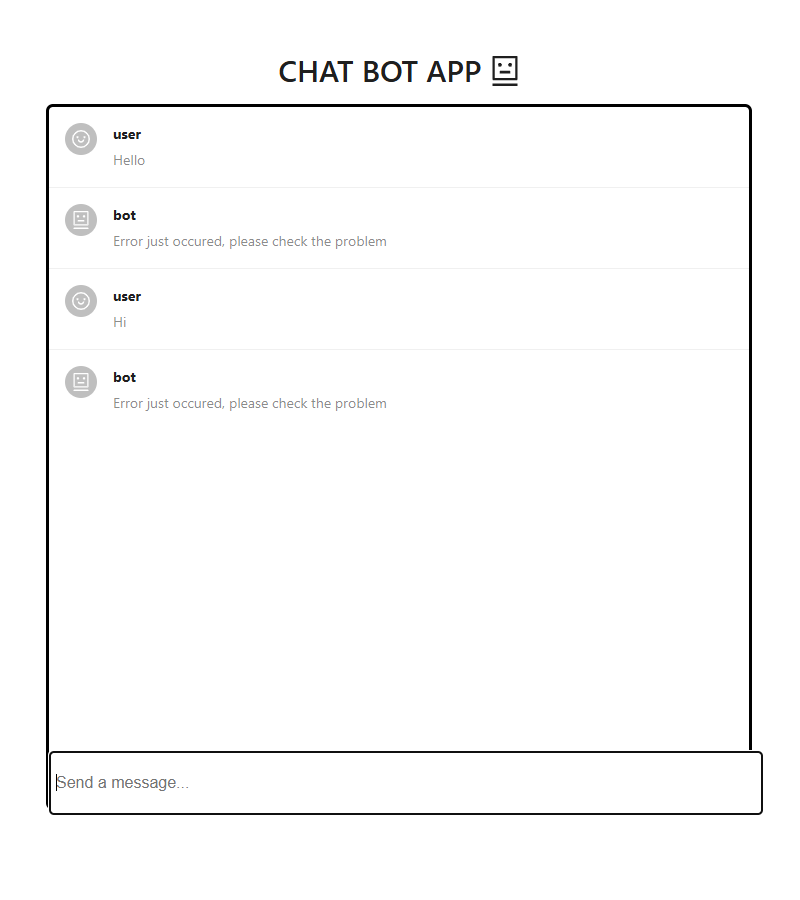 CHAT BOT APP
user
Hello
bot
Error just occured, please check the problem
user
Hi
bot
Error just occured, please check the problem
Send a message...